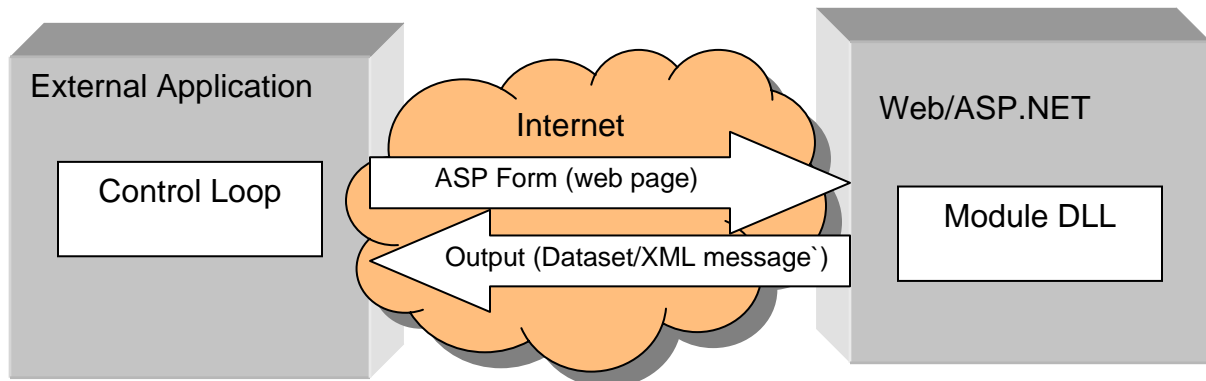 External Application
Control Loop
Internet
ASP Form (web page)
Output (Dataset/XML message`)
Web/ASP.NET
Module DLL